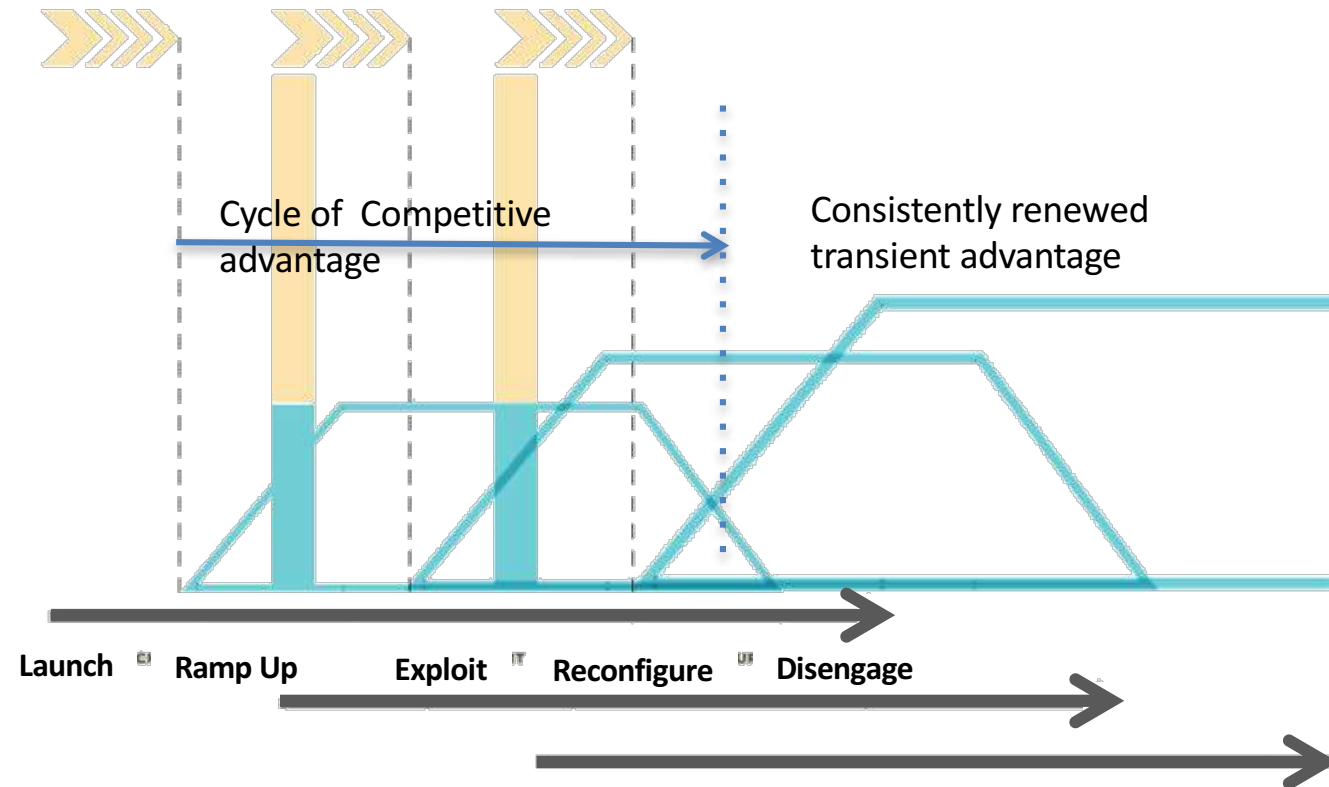 Cycle of Competitive
advantage
Consistently renewed
transient advantage
Launch Ramp Up Exploit Reconfigure Disengage